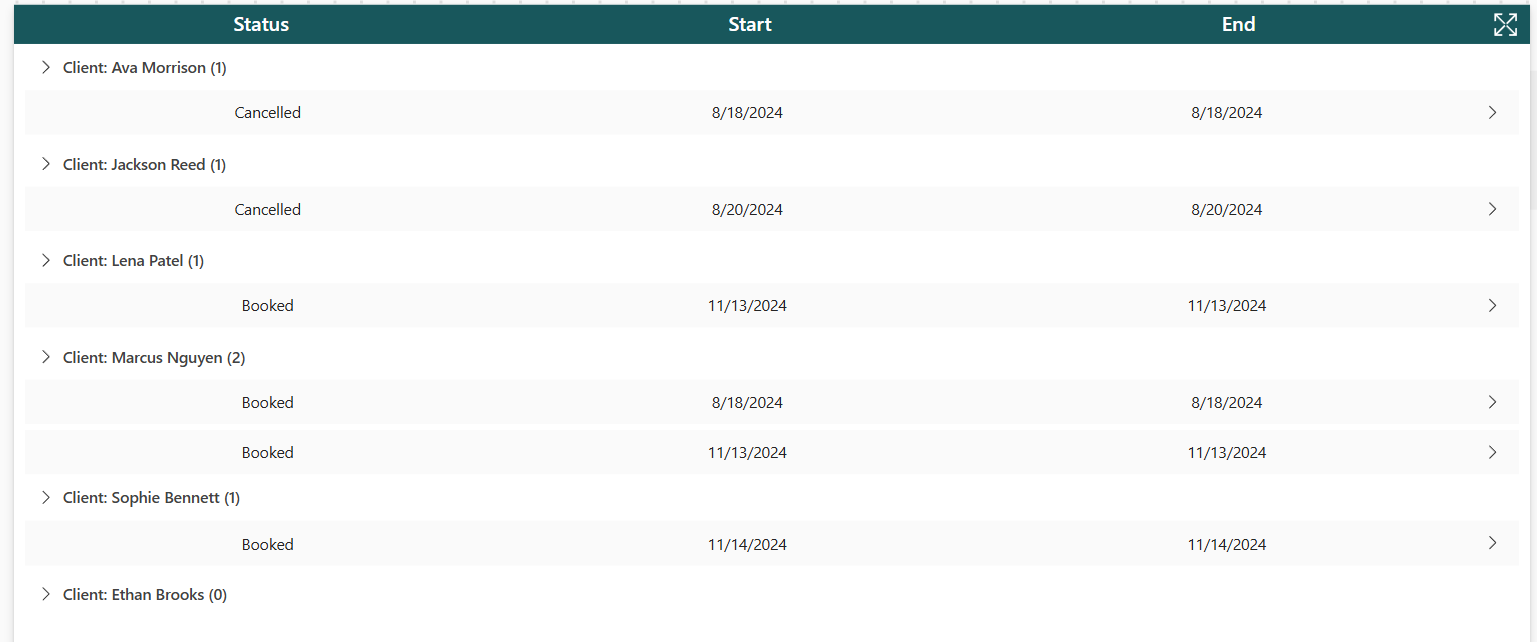 Status Start End
Client: Ava Morrison (1)
Cancelled 8/18/2024 8/18/2024
Client: Jackson Reed (1)
Cancelled 8/20/2024 8/20/2024
Client: Lena Patel (1)
Booked 11/13/2024 11/13/2024
Client: Marcus Nguyen (2)
Booked 8/18/2024 8/18/2024
Booked 11/13/2024 11/13/2024
Client: Sophie Bennett (1)
Booked 11/14/2024 11/14/2024
Client: Ethan Brooks (0)